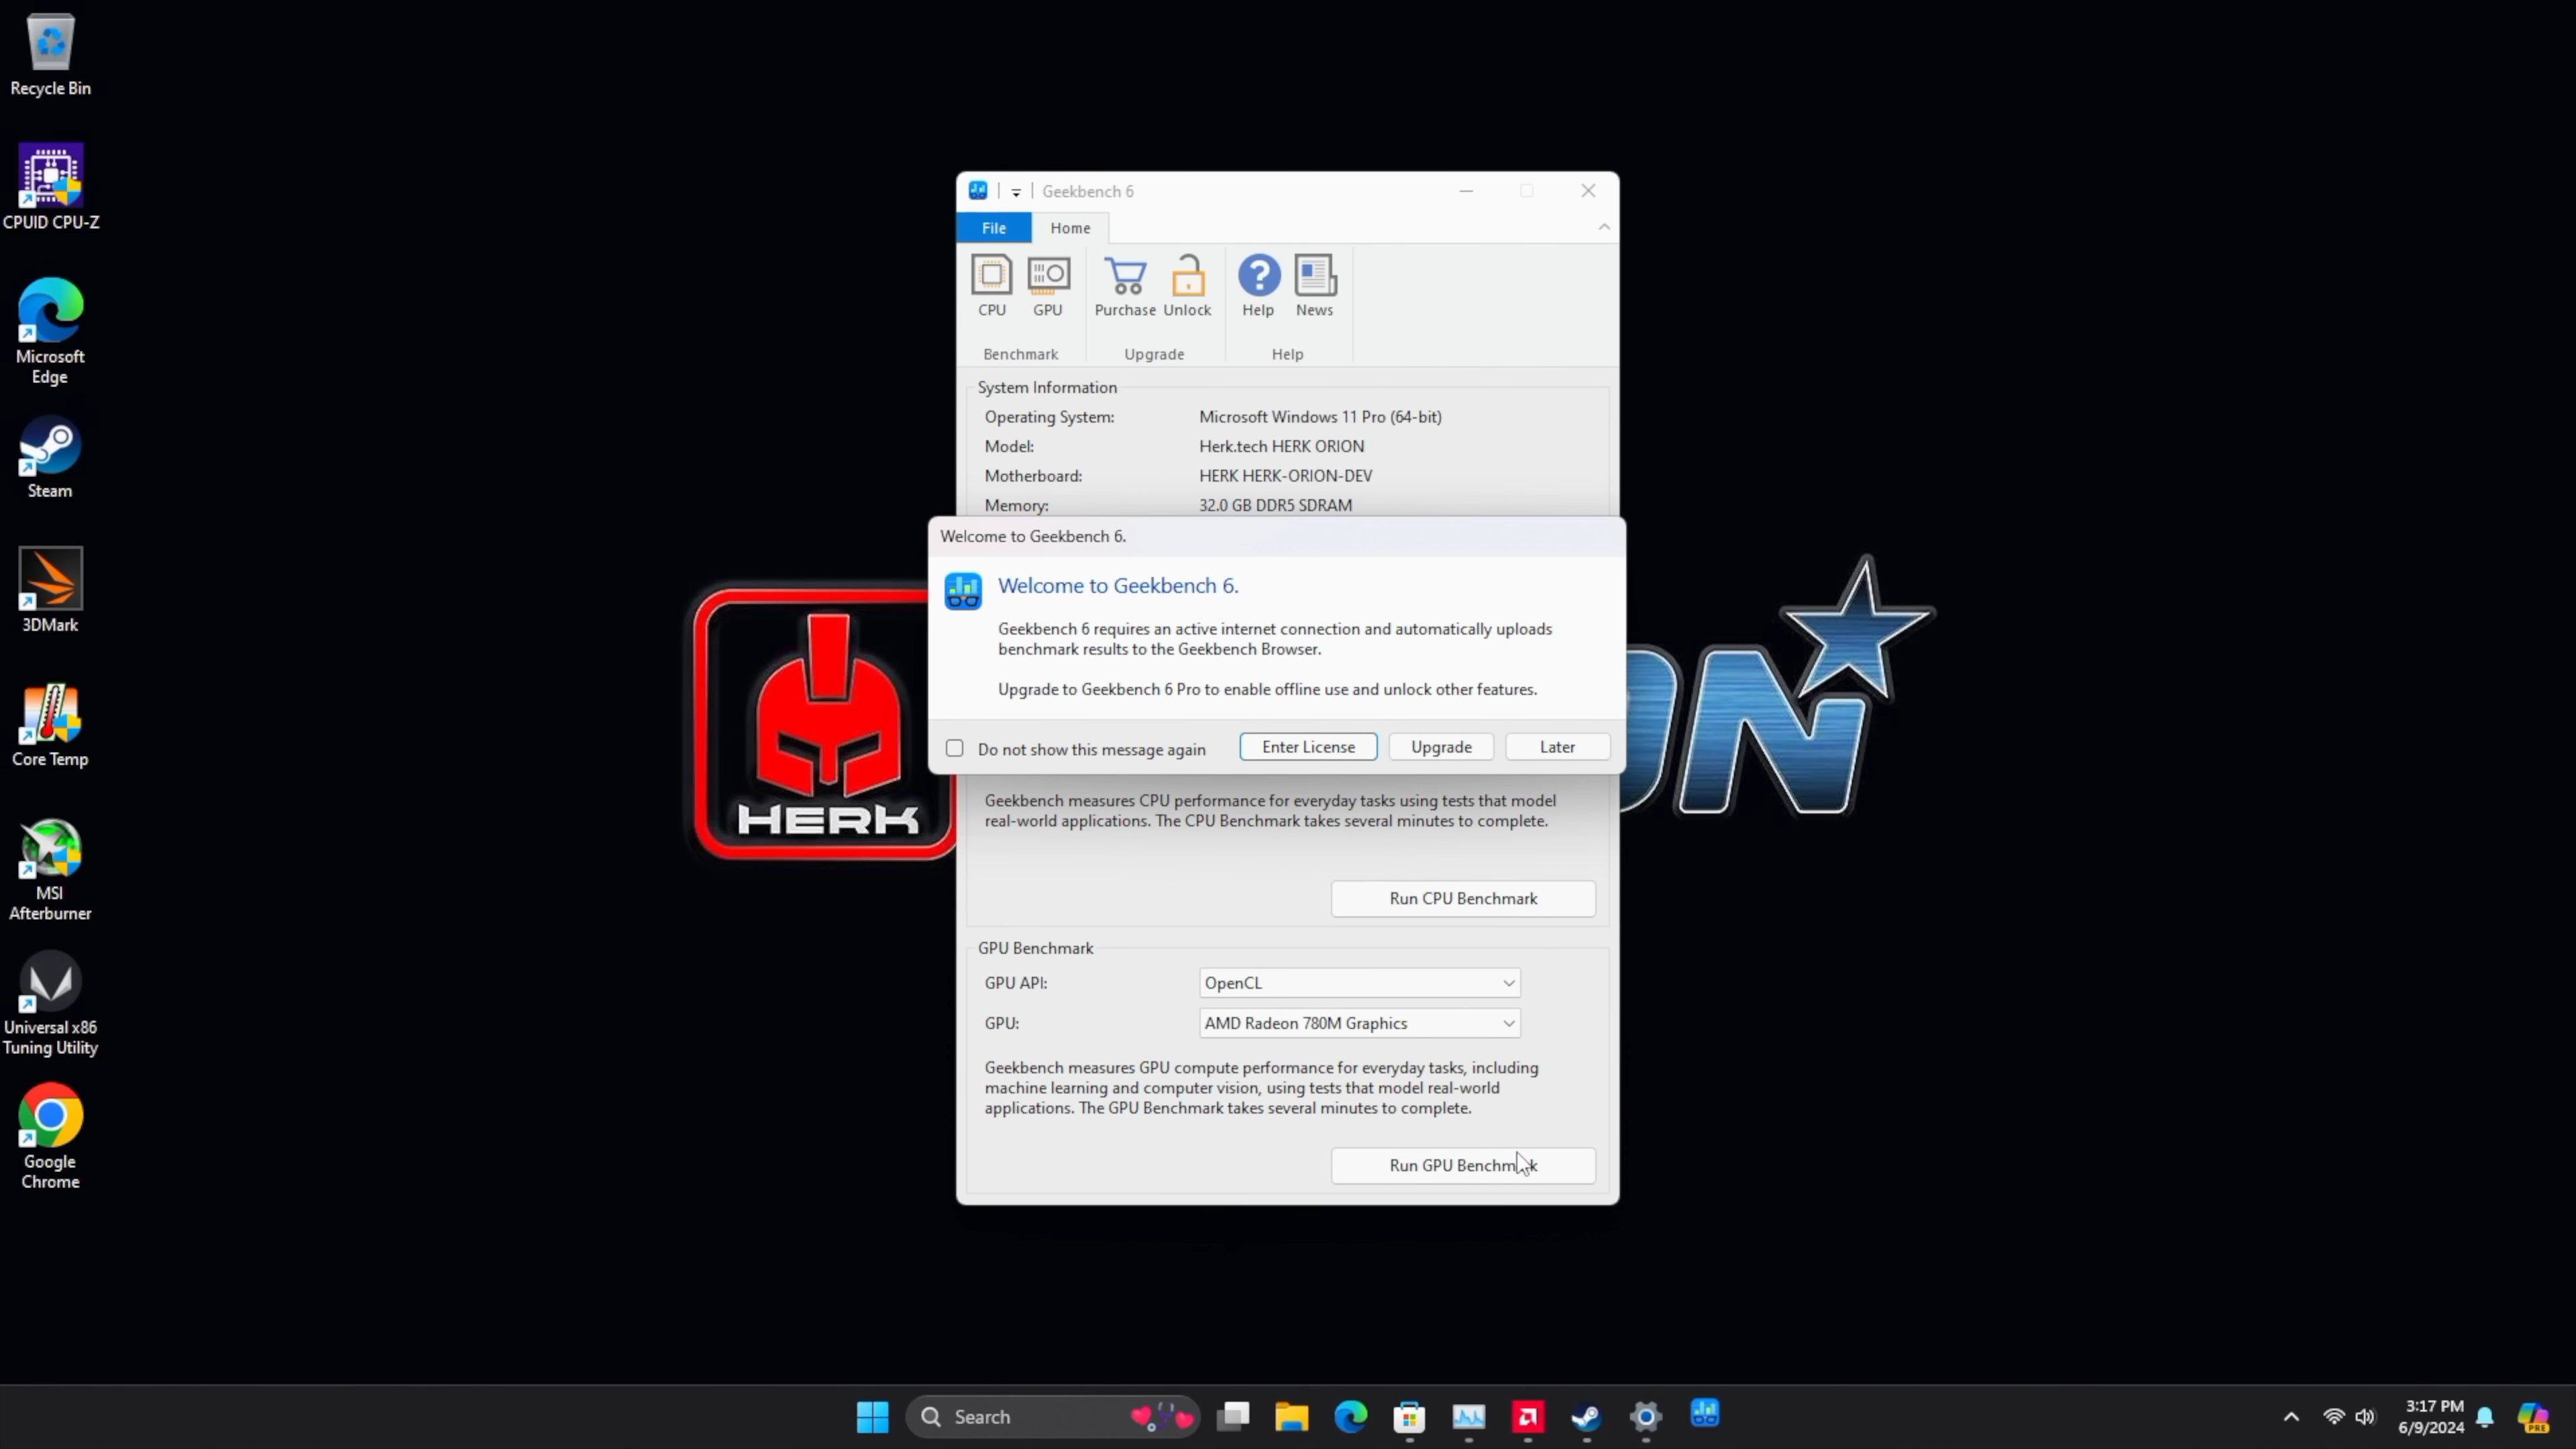 Recycle Bin
CPUID CPU-Z
Microsoft
Edge
Steam
3DMark
Core Temp
MSI
Afterburner
Universal x86
Tuning Utility
Google
Chrome
Geekbench 6
File
Home
CPU
GPU
Purchase
Unlock
Help
News
Benchmark
Upgrade
Help
System Information
Operating System: Microsoft Windows 11 Pro (64-bit)
Model: Herk.tech HERK ORION
Motherboard: HERK HERK-ORION-DEV
Memory: 32.0 GB DDR5 SDRAM
Welcome to Geekbench 6.
Welcome to Geekbench 6.
Geekbench 6 requires an active internet connection and automatically uploads
benchmark results to the Geekbench Browser.
Upgrade to Geekbench 6 Pro to enable offline use and unlock other features.
Do not show this message again
Enter License
Upgrade
Later
HERK
ON
Geekbench measures CPU performance for everyday tasks using tests that model
real-world applications. The CPU Benchmark takes several minutes to complete.
Run CPU Benchmark
GPU Benchmark
GPU API: OpenCL
GPU: AMD Radeon 780M Graphics
Geekbench measures GPU compute performance for everyday tasks, including
machine learning and computer vision, using tests that model real-world
applications. The GPU Benchmark takes several minutes to complete.
Run GPU Benchmark
Search
3:17 PM
6/9/2024
PRE